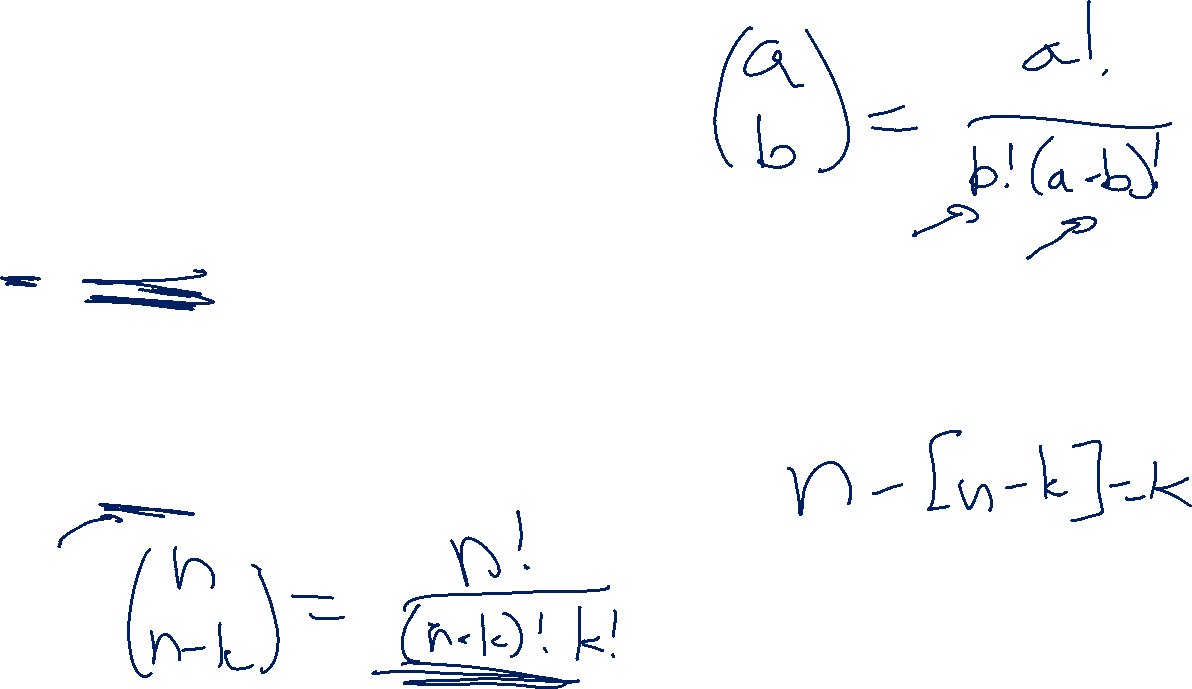 (a b) = a! / b!(a-b)!
n - [n-k] = k
(n n-k) = n! / (n-k)! k!